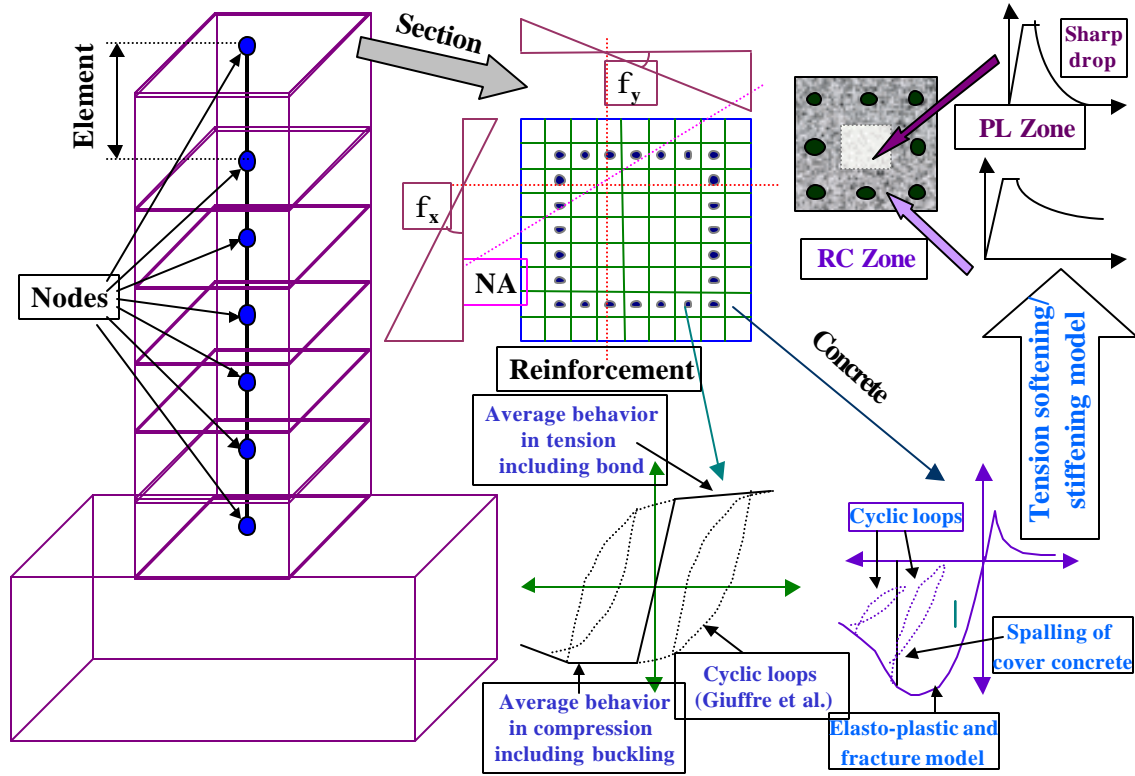 Element
Nodes
Section
f_y
f_x
NA
Reinforcement
Concrete
Sharp
drop
PL Zone
RC Zone
Tension softening/
stiffening model
Average behavior
in tension
including bond
Average behavior
in compression
including buckling
Cyclic loops
(Giuffre et al.)
Cyclic loops
Spalling of
cover concrete
Elasto-plastic and
fracture model